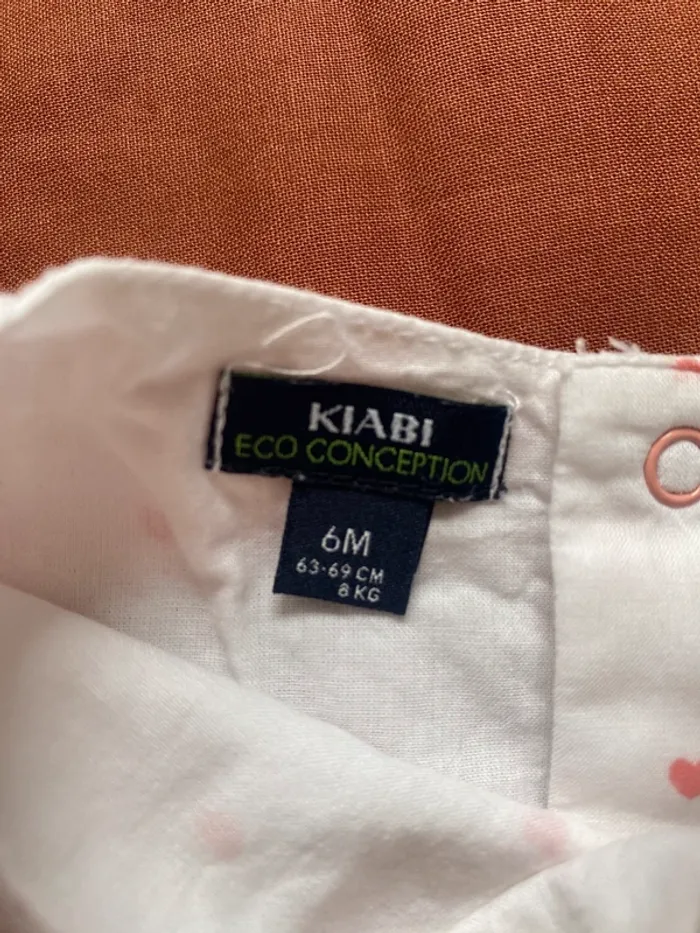 KIABI
ECO CONCEPTION
6M
63-69 CM
8 KG